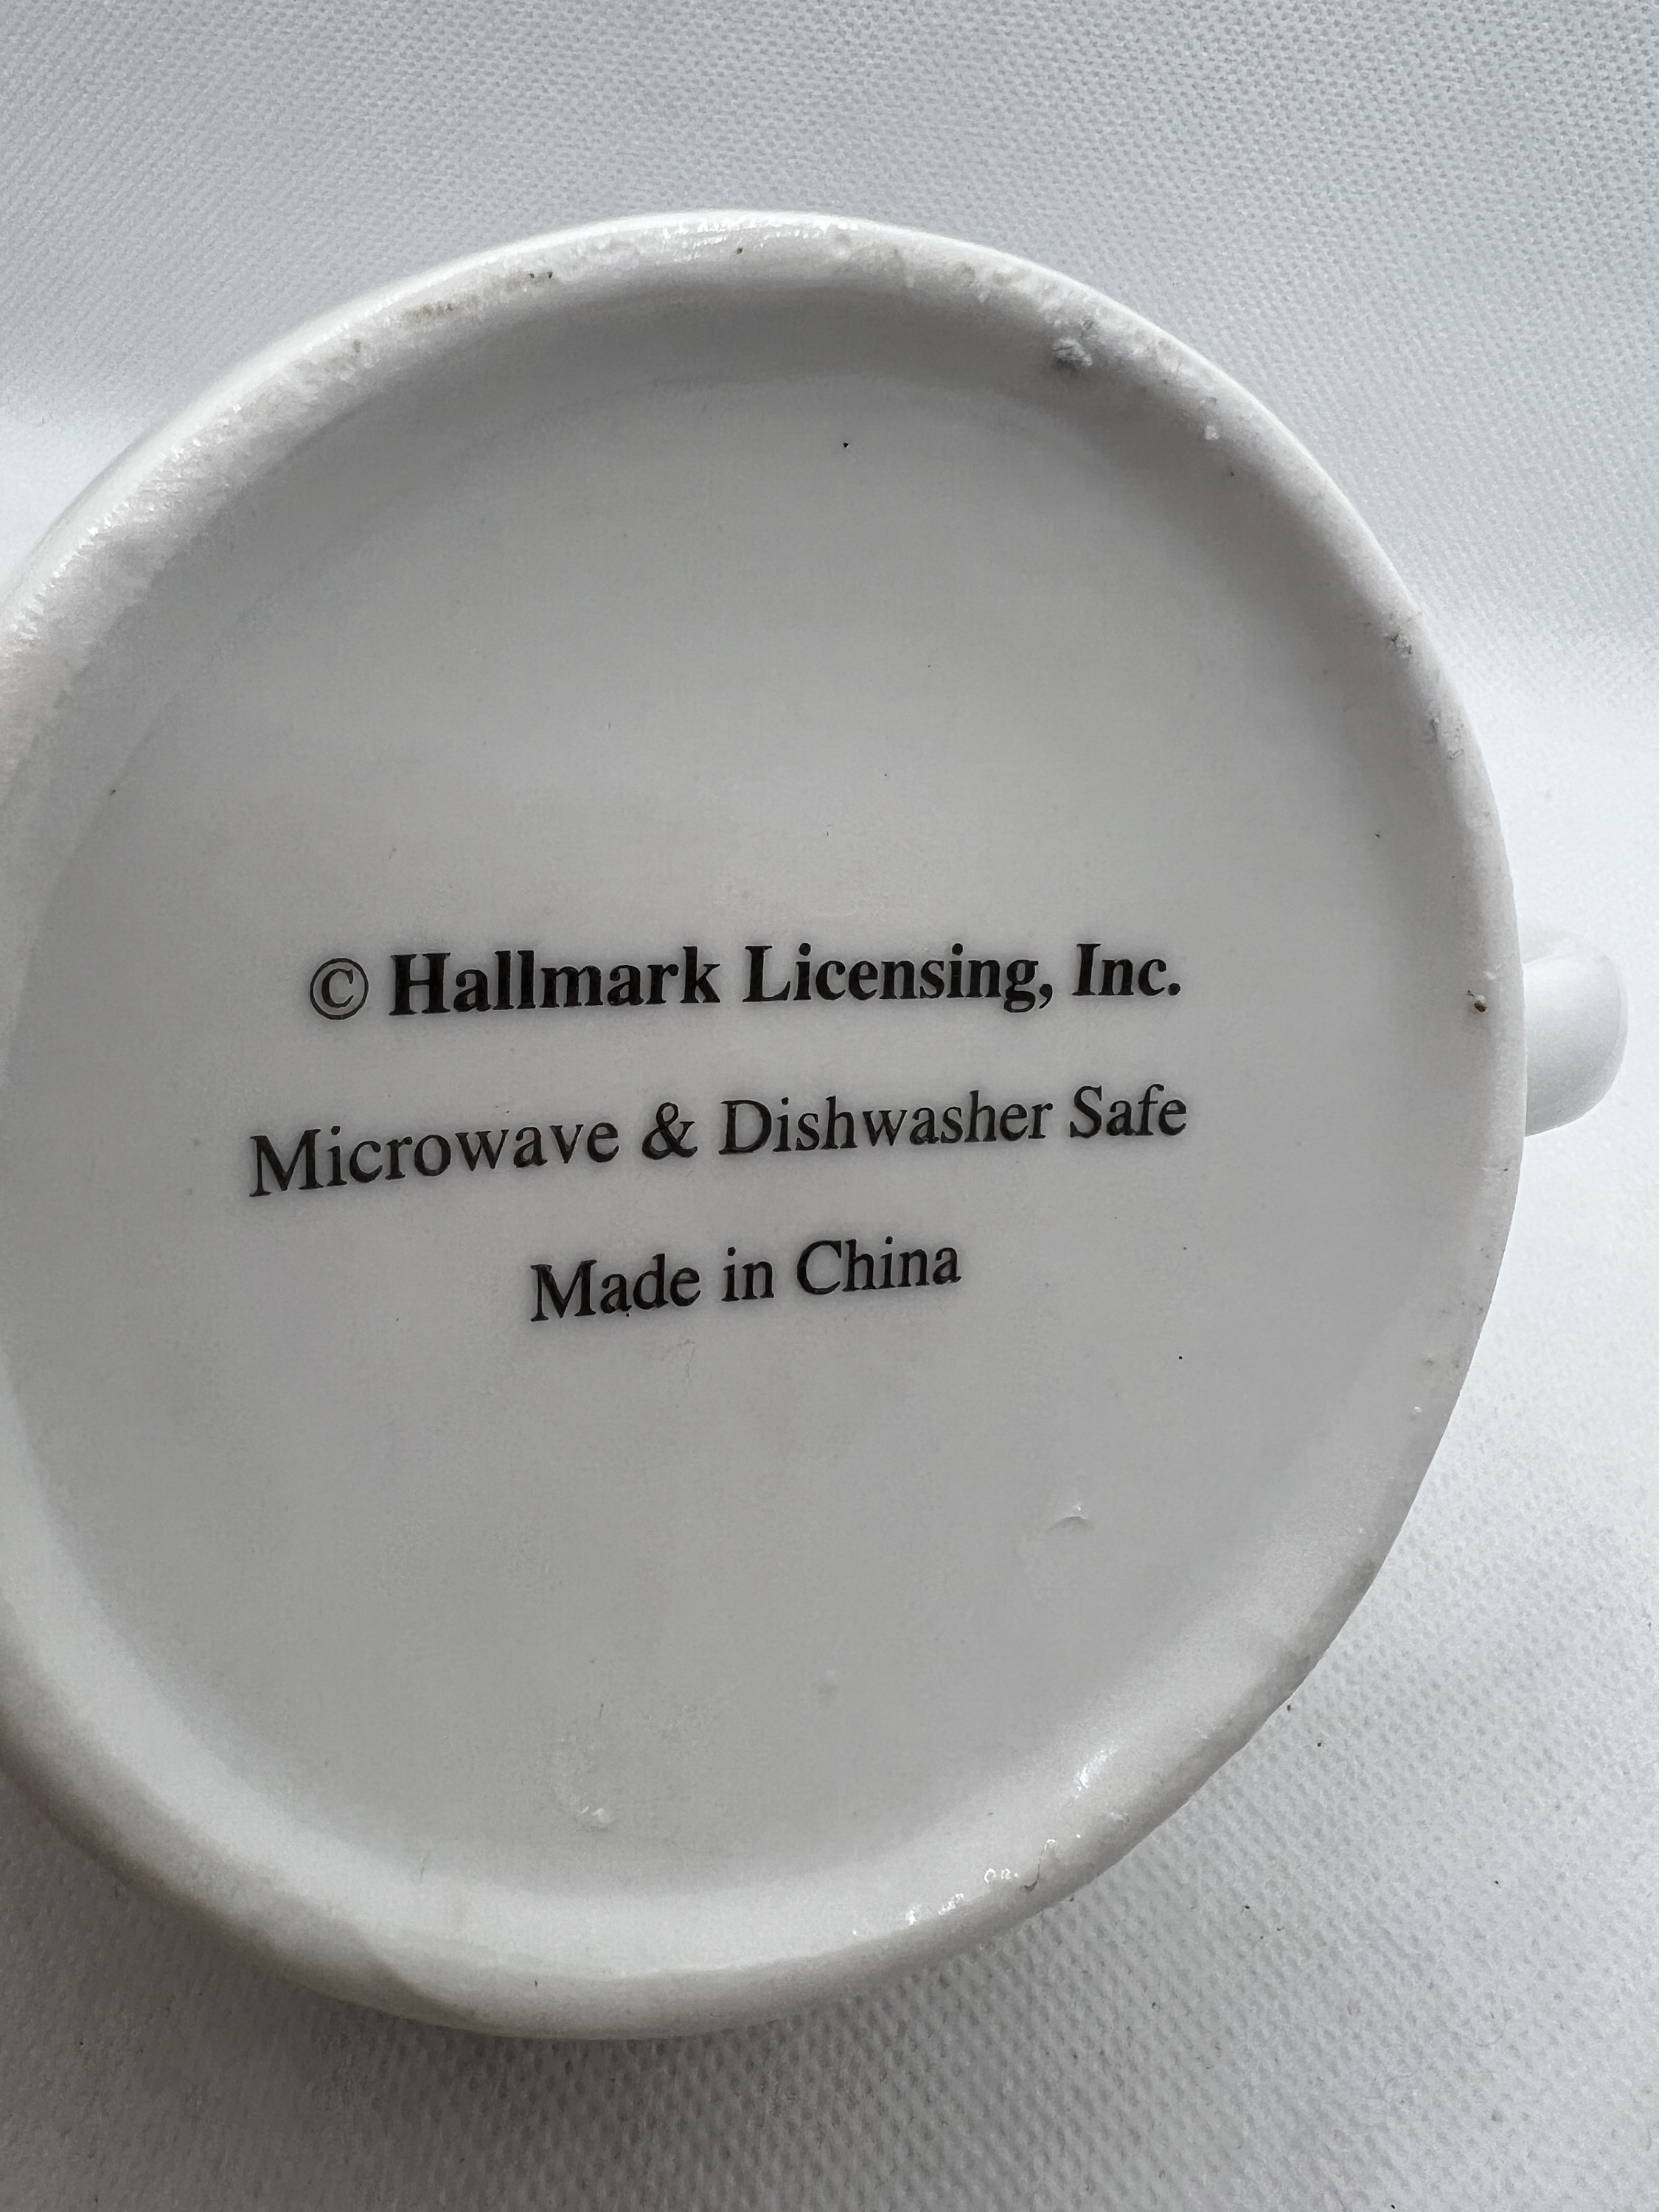 © Hallmark Licensing, Inc.
Microwave & Dishwasher Safe
Made in China